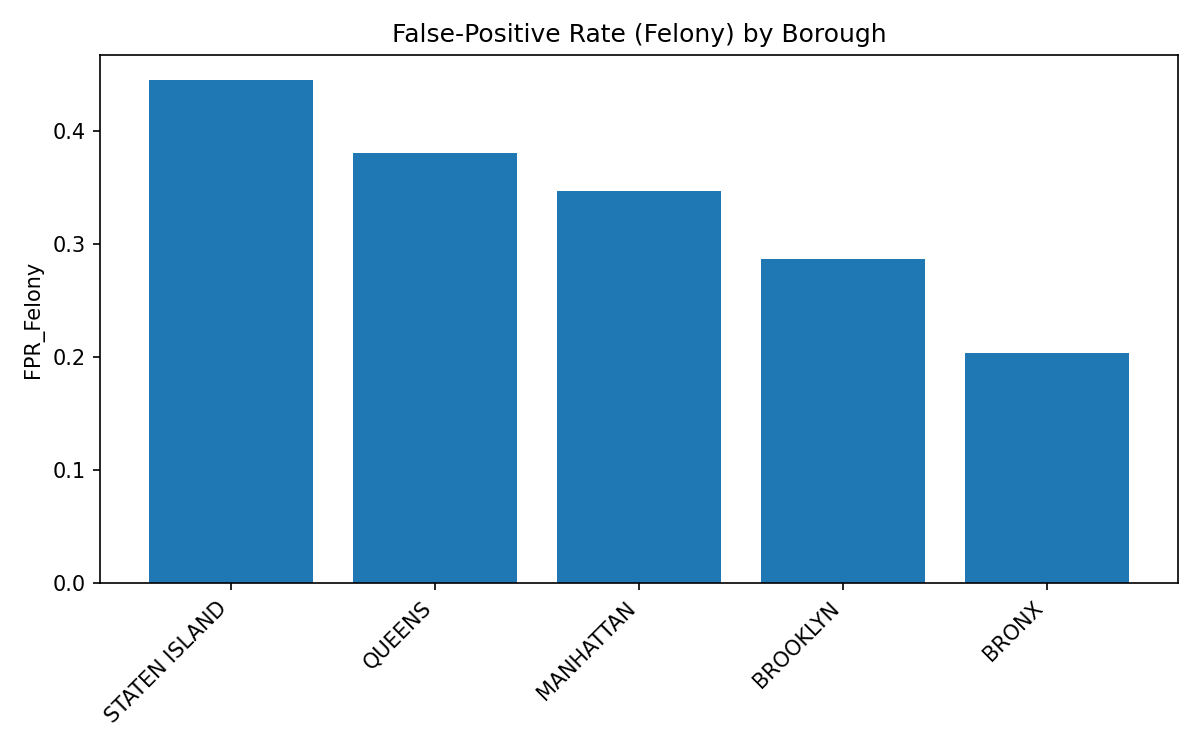 False-Positive Rate (Felony) by Borough
FPR_Felony
0.4
0.3
0.2
0.1
0.0
STATEN ISLAND
QUEENS
MANHATTAN
BROOKLYN
BRONX